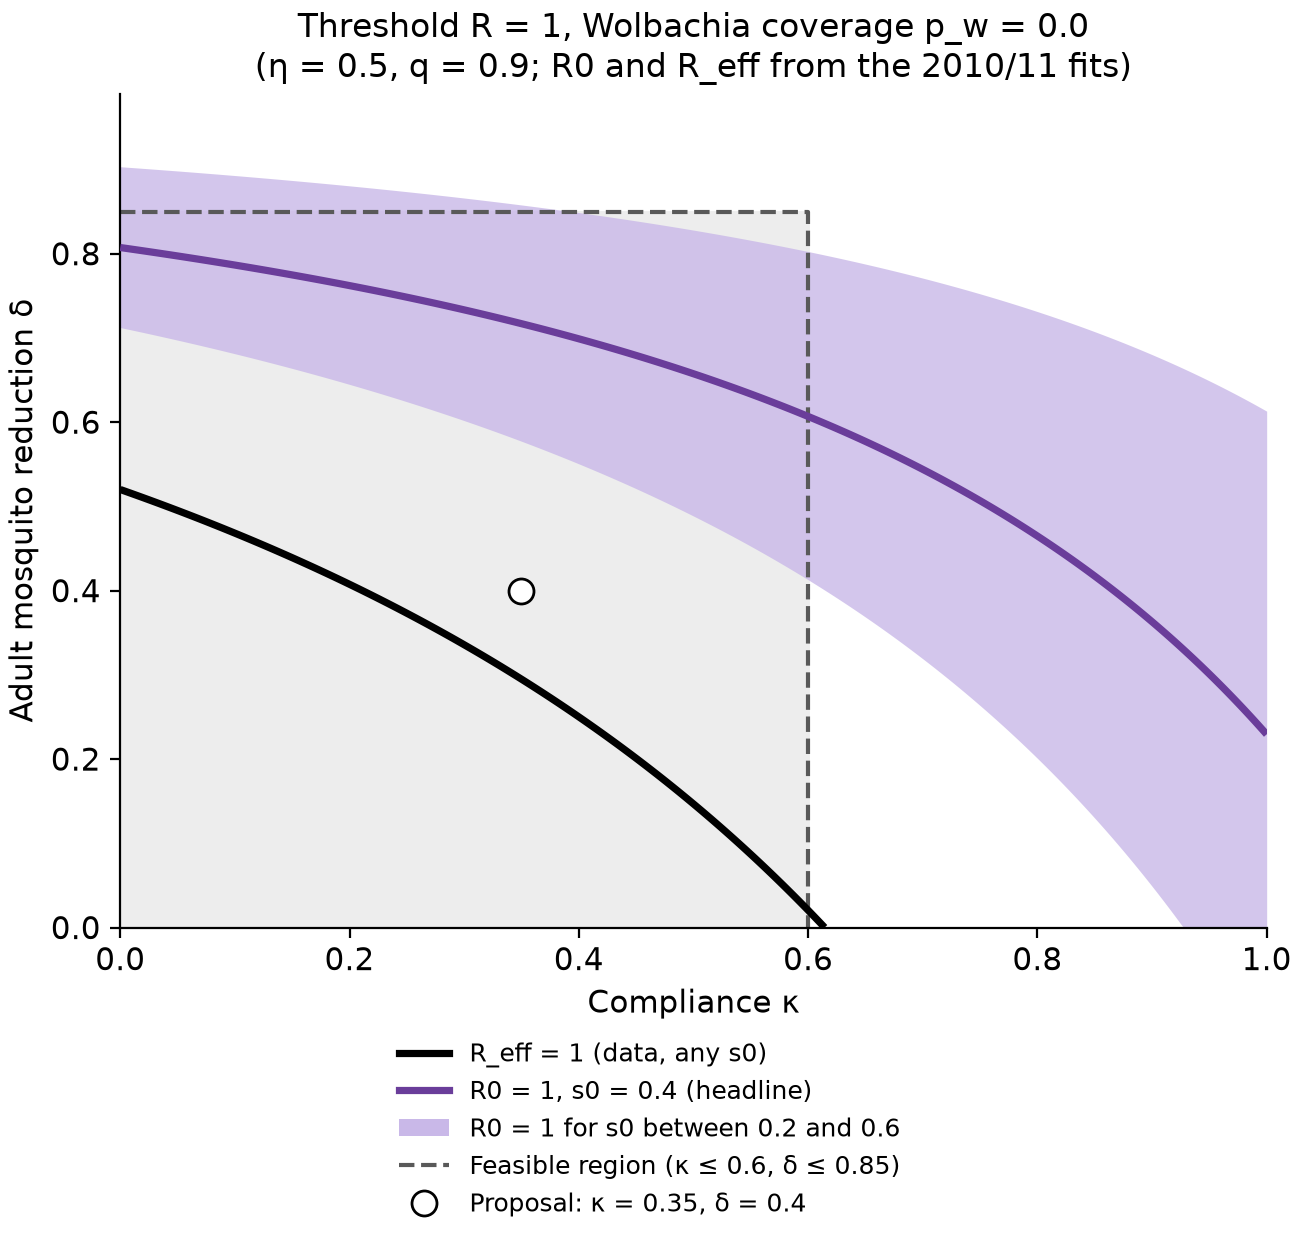 Threshold R = 1, Wolbachia coverage p_w = 0.0
(η = 0.5, q = 0.9; R0 and R_eff from the 2010/11 fits)
Adult mosquito reduction δ
0.8
0.6
0.4
0.2
0.0
0.0 0.2 0.4 0.6 0.8 1.0
Compliance κ
R_eff = 1 (data, any s0)
R0 = 1, s0 = 0.4 (headline)
R0 = 1 for s0 between 0.2 and 0.6
Feasible region (κ ≤ 0.6, δ ≤ 0.85)
Proposal: κ = 0.35, δ = 0.4